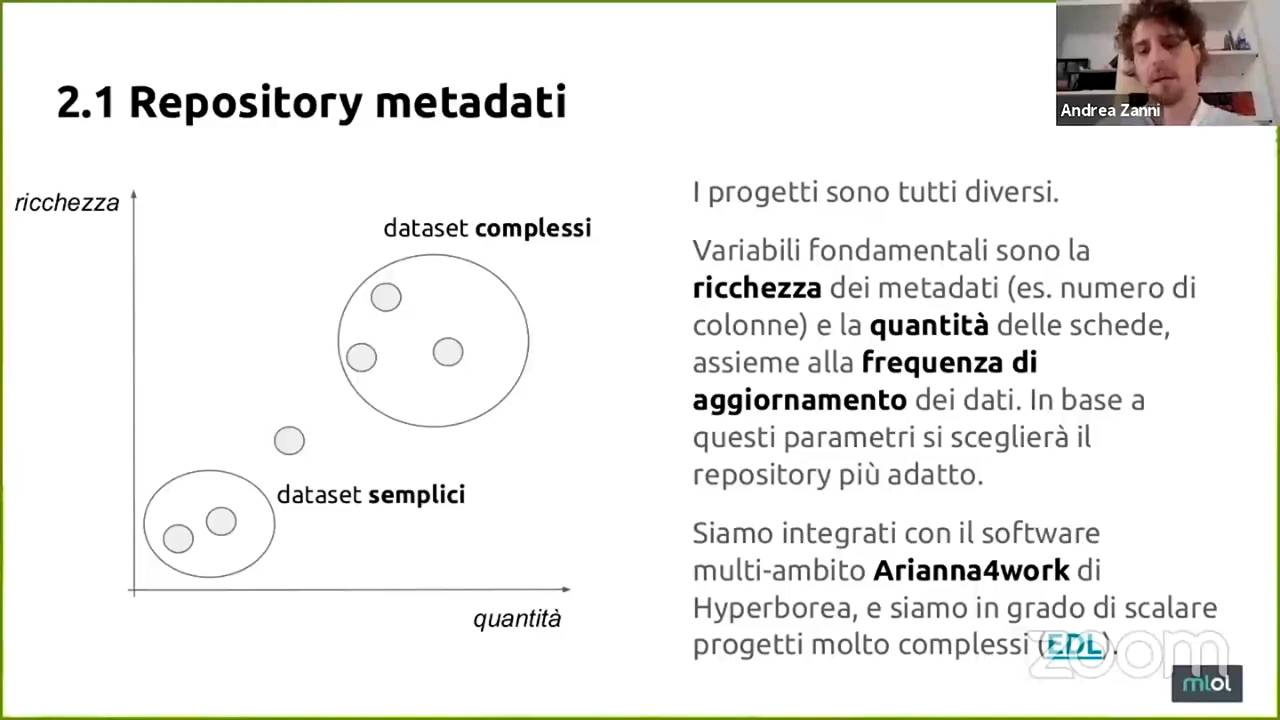 2.1 Repository metadati
Andrea Zanni
ricchezza
dataset complessi
dataset semplici
quantità
I progetti sono tutti diversi.
Variabili fondamentali sono la
ricchezza dei metadati (es. numero di
colonne) e la quantità delle schede,
assieme alla frequenza di
aggiornamento dei dati. In base a
questi parametri si sceglierà il
repository più adatto.
Siamo integrati con il software
multi-ambito Arianna4work di
Hyperborea, e siamo in grado di scalare
progetti molto complessi (EDL).
zoom
mlol